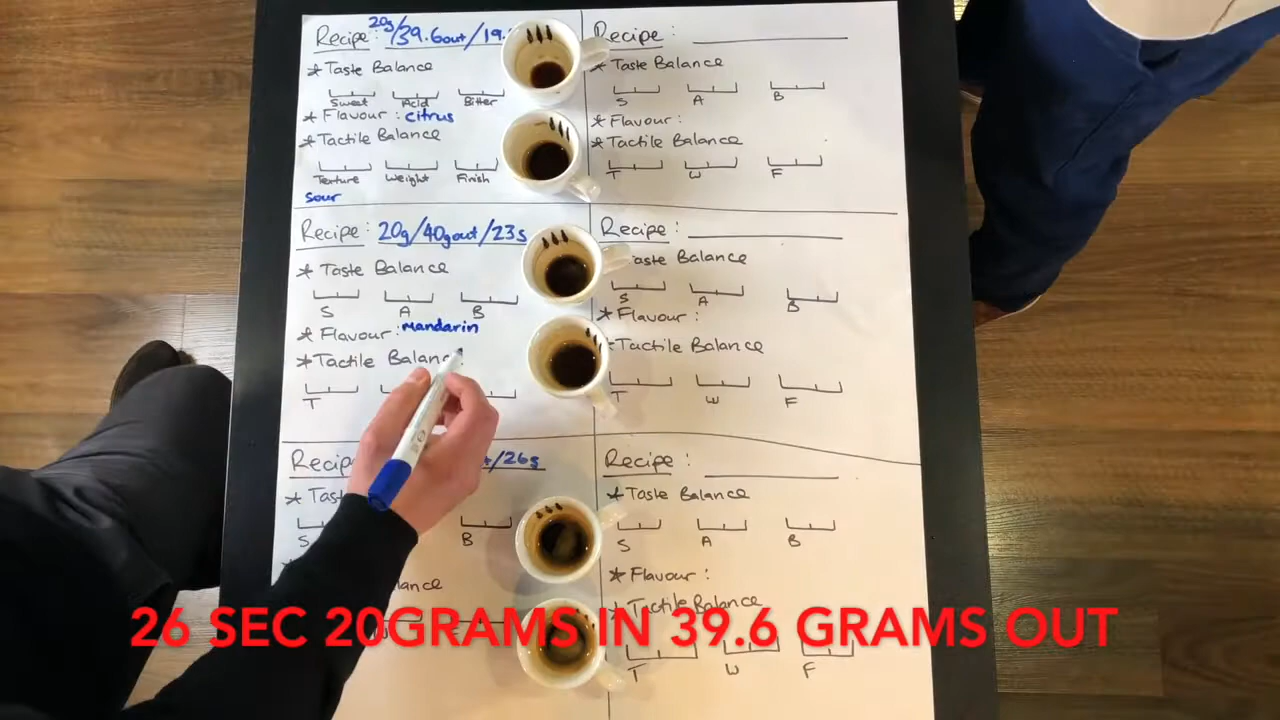 Recipe: 20g/39.6out/19.
* Taste Balance
Sweet Acid Bitter
* Flavour: citrus
* Tactile Balance
Texture Weight Finish
sour
Recipe:
* Taste Balance
S A B
* Flavour:
* Tactile Balance
T W F
Recipe: 20g/40gout/23s
* Taste Balance
S A B
* Flavour: Mandarin
* Tactile Balance:
T
Recipe:
aste Balance
S A B
* Flavour:
Tactile Balance
T W F
Recip /26s
* Tast
S B
lance
Recipe:
* Taste Balance
S A B
* Flavour:
Tactile Balance
T W F
26 SEC 20GRAMS IN 39.6 GRAMS OUT